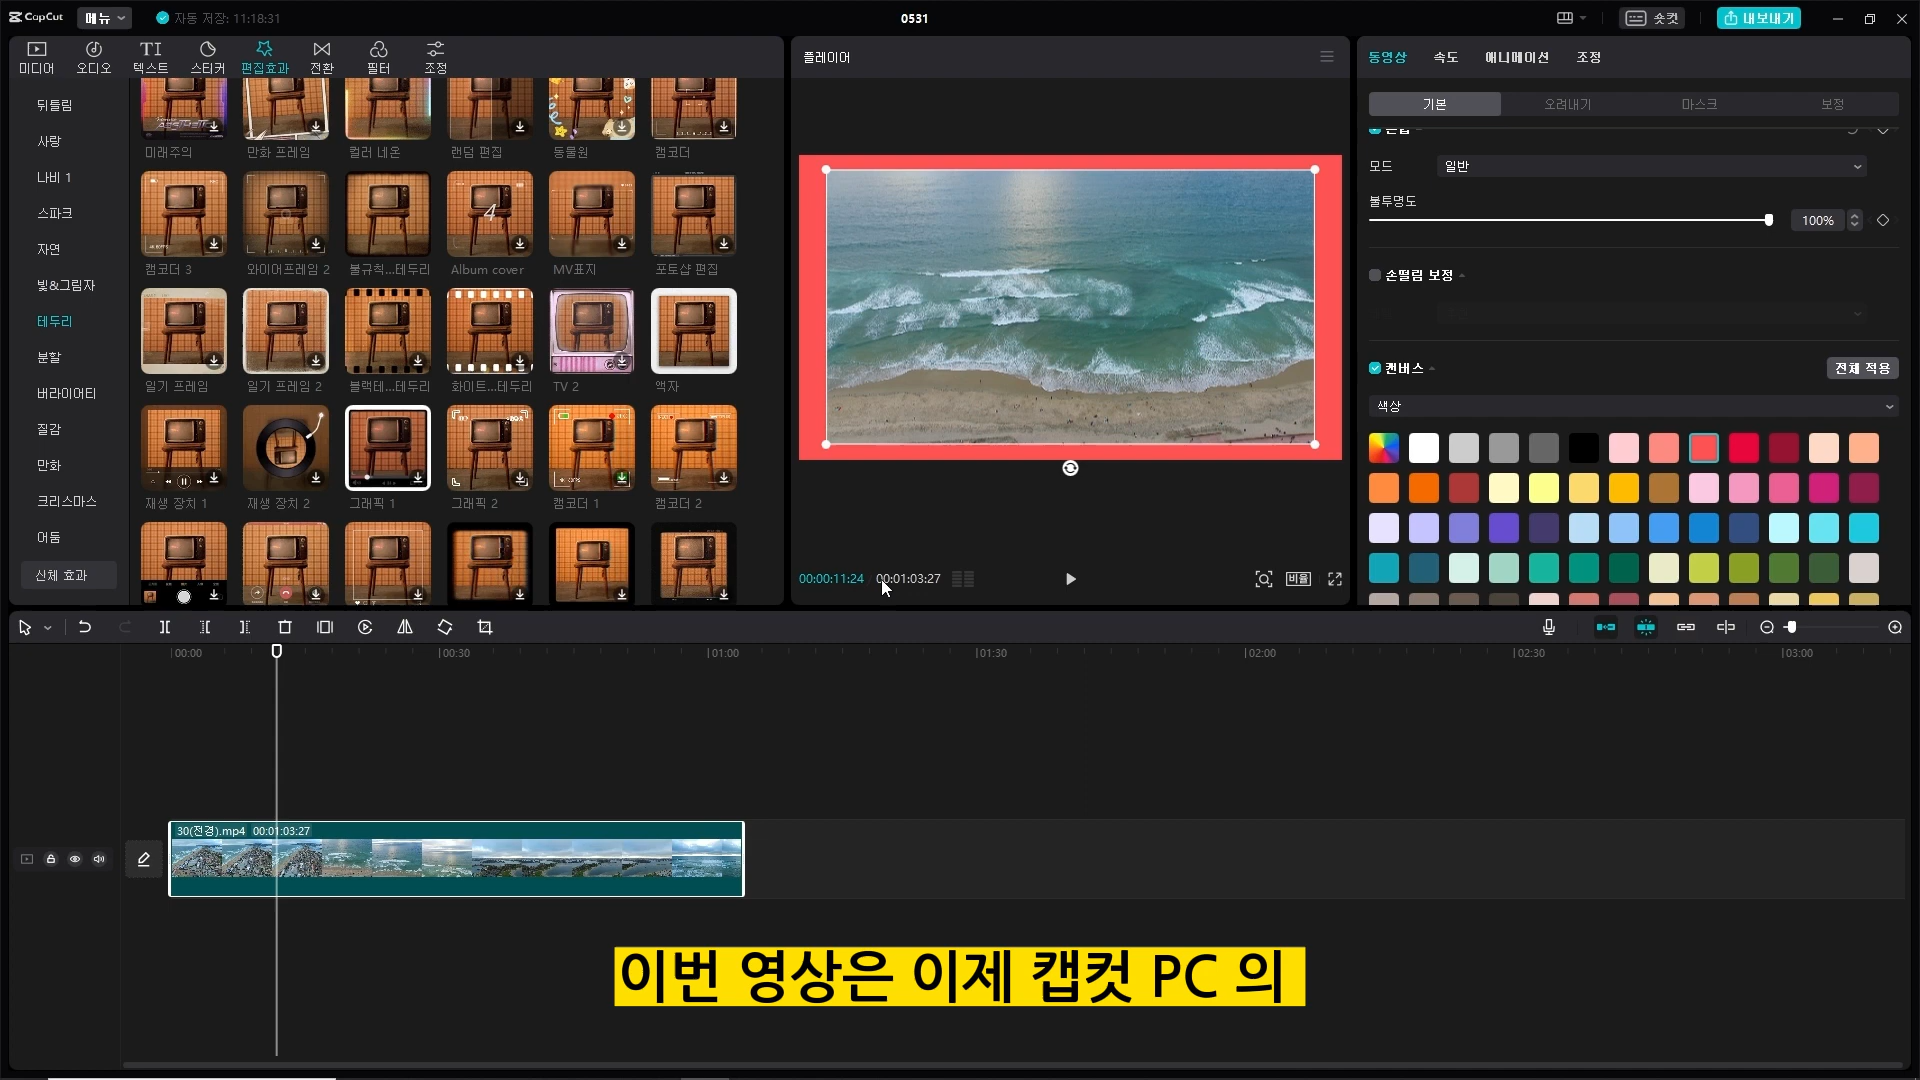 CapCut
메뉴
자동 저장: 11:18:31
0531
숏컷
내보내기
미디어
오디오
텍스트
스티커
편집효과
전환
필터
조정
뒤틀림
사랑
나비 1
스파크
자연
빛&그림자
테두리
분할
버라이어티
질감
만화
크리스마스
어둠
신체 효과
미래주의
만화 프레임
컬러 네온
랜덤 편집
동물원
캠코더
캠코더 3
와이어프레임 2
불규칙...테두리
Album cover
MV표지
포토샵 편집
일기 프레임
일기 프레임 2
블랙테...테두리
화이트...테두리
TV 2
액자
재생 장치 1
재생 장치 2
그래픽 1
그래픽 2
캠코더 1
캠코더 2
플레이어
00:00:11:24
00:01:03:27
비율
동영상
속도
애니메이션
조정
기본
오려내기
마스크
보정
모드
일반
불투명도
100%
손떨림 보정
캔버스
전체 적용
색상
00:00
00:30
01:00
01:30
02:00
02:30
03:00
30(전경).mp4 00:01:03:27
이번 영상은 이제 캡컷 PC 의